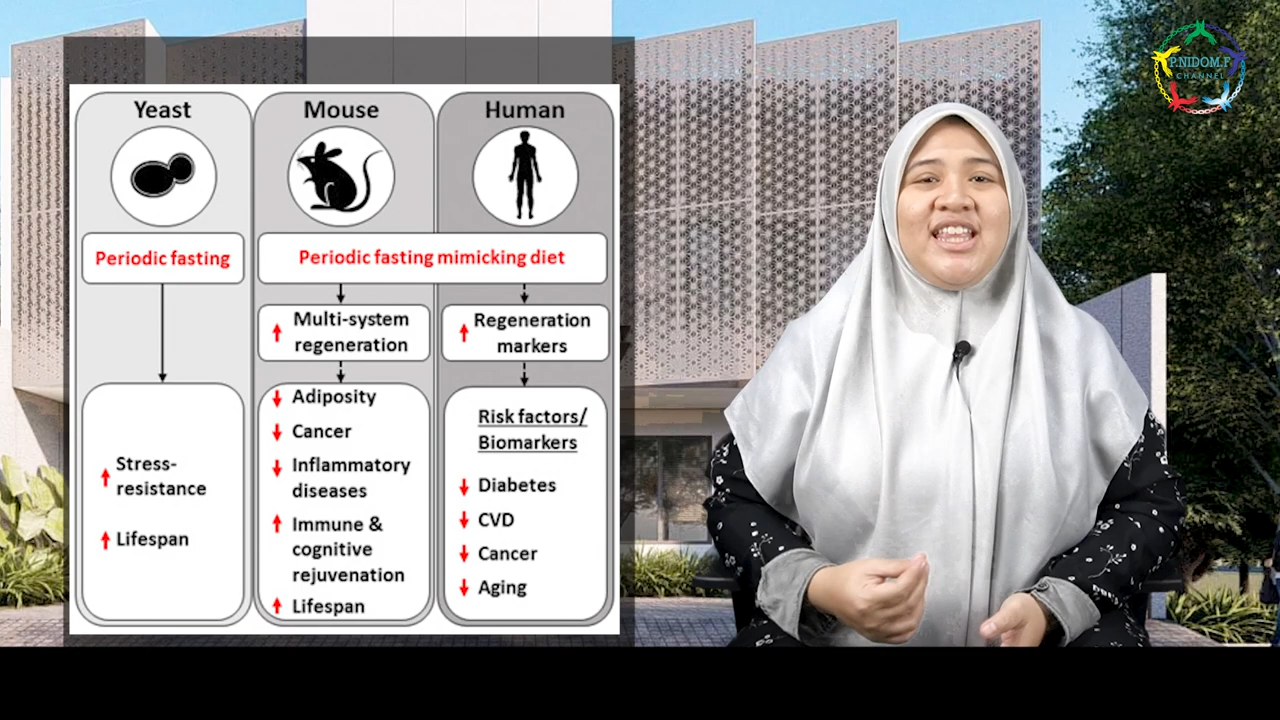 Yeast
Mouse
Human
Periodic fasting
Periodic fasting mimicking diet
Multi-system
regeneration
Regeneration
markers
Stress-
resistance
Lifespan
Adiposity
Cancer
Inflammatory
diseases
Immune &
cognitive
rejuvenation
Lifespan
Risk factors/
Biomarkers
Diabetes
CVD
Cancer
Aging
P.NIDOM.F
CHANNEL